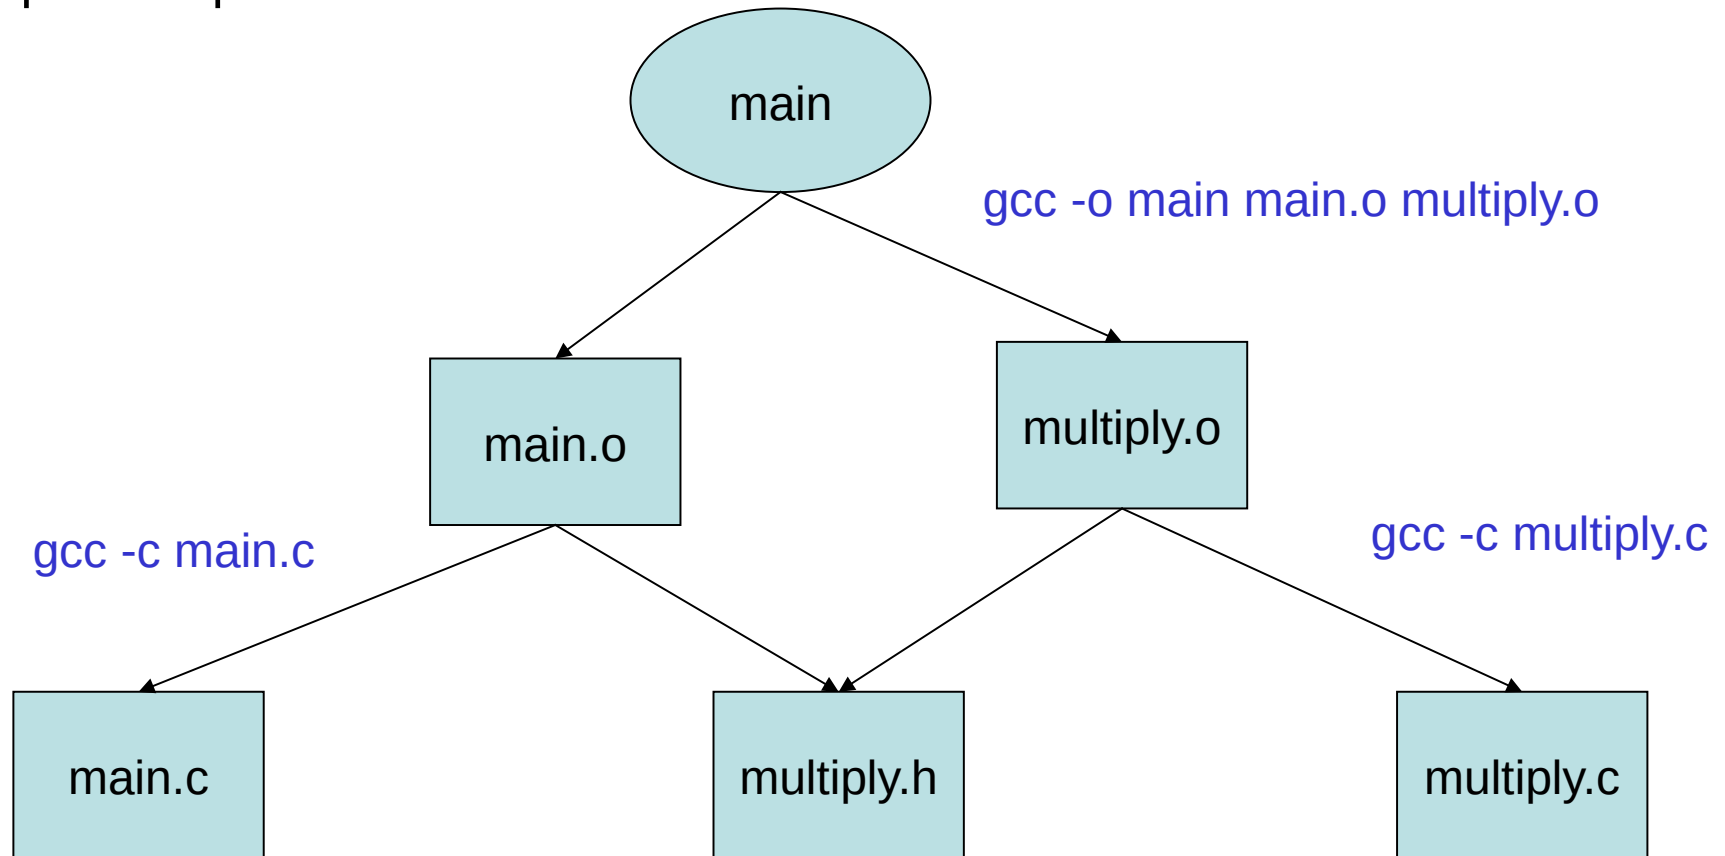 main
gcc -o main main.o multiply.o
main.o
multiply.o
gcc -c main.c
gcc -c multiply.c
main.c
multiply.h
multiply.c